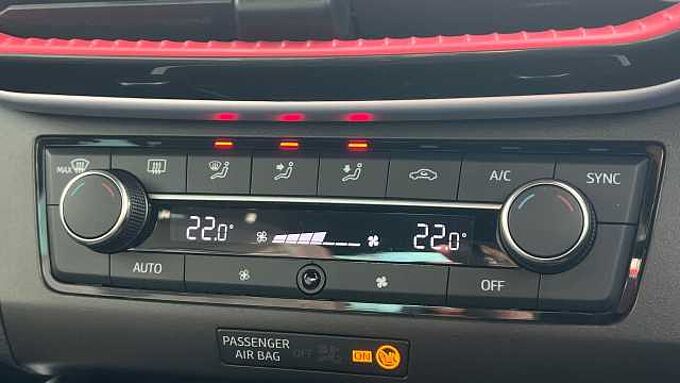 MAX
A/C
SYNC
22.0° 22.0°
AUTO
OFF
PASSENGER
AIR BAG
OFF ON